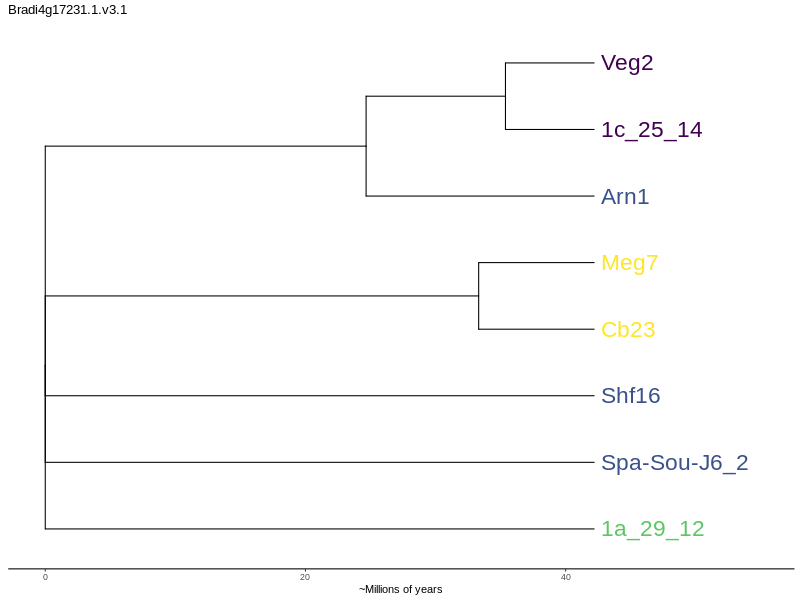 Bradi4g17231.1.v3.1
Veg2
1c_25_14
Arn1
Meg7
Cb23
Shf16
Spa-Sou-J6_2
1a_29_12
0 20 40
~Millions of years